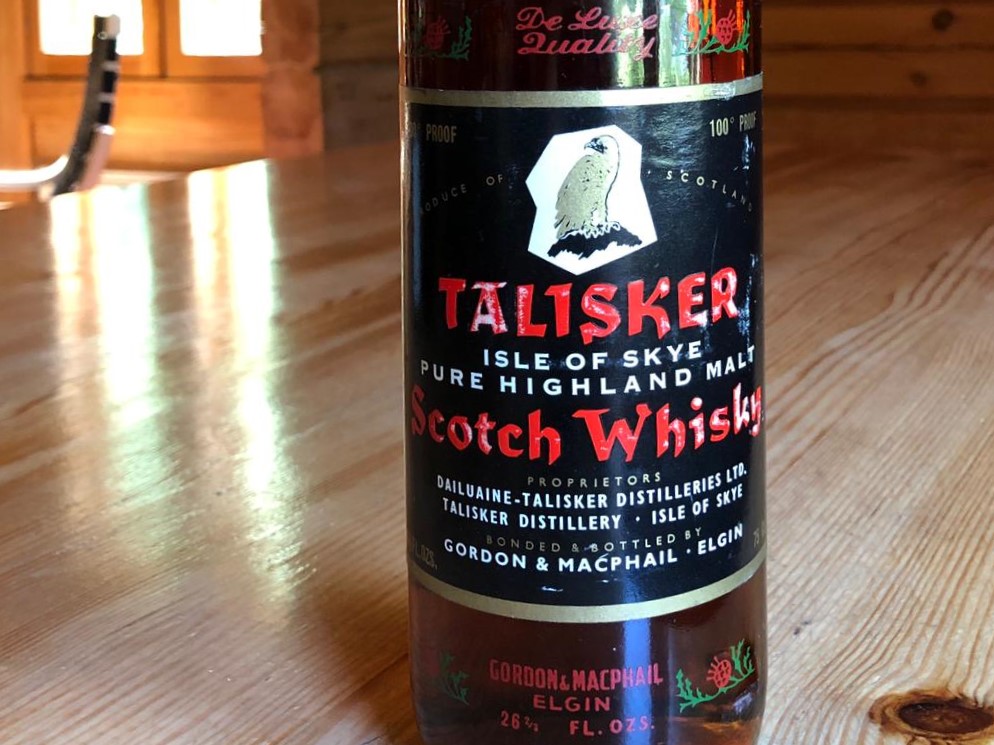 De Luxe
Quality
PROOF
100° PROOF
OF SCOTLAND
TALISKER
ISLE OF SKYE
PURE HIGHLAND MALT
Scotch Whisky
PROPRIETORS
DAILUAINE-TALISKER DISTILLERIES LTD.
TALISKER DISTILLERY · ISLE OF SKYE
BONDED & BOTTLED BY
GORDON & MACPHAIL · ELGIN
GORDON & MACPHAIL
ELGIN
26 2/3 FL. OZS.